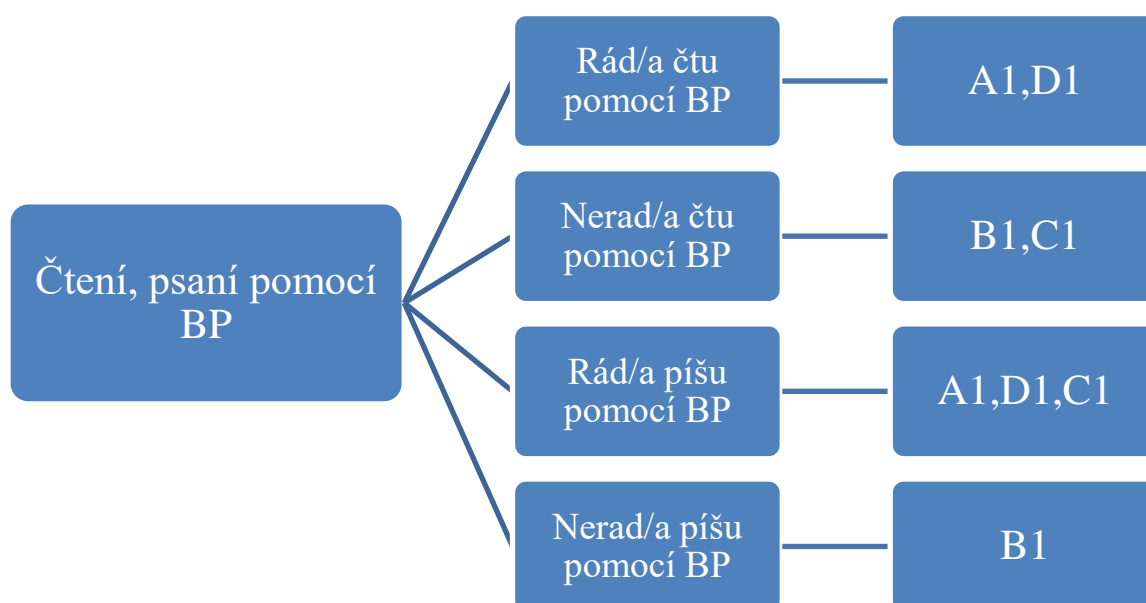 Čtení, psaní pomocí
BP
Rád/a čtu
pomocí BP
A1,D1
Nerad/a čtu
pomocí BP
B1,C1
Rád/a píšu
pomocí BP
A1,D1,C1
Nerad/a píšu
pomocí BP
B1